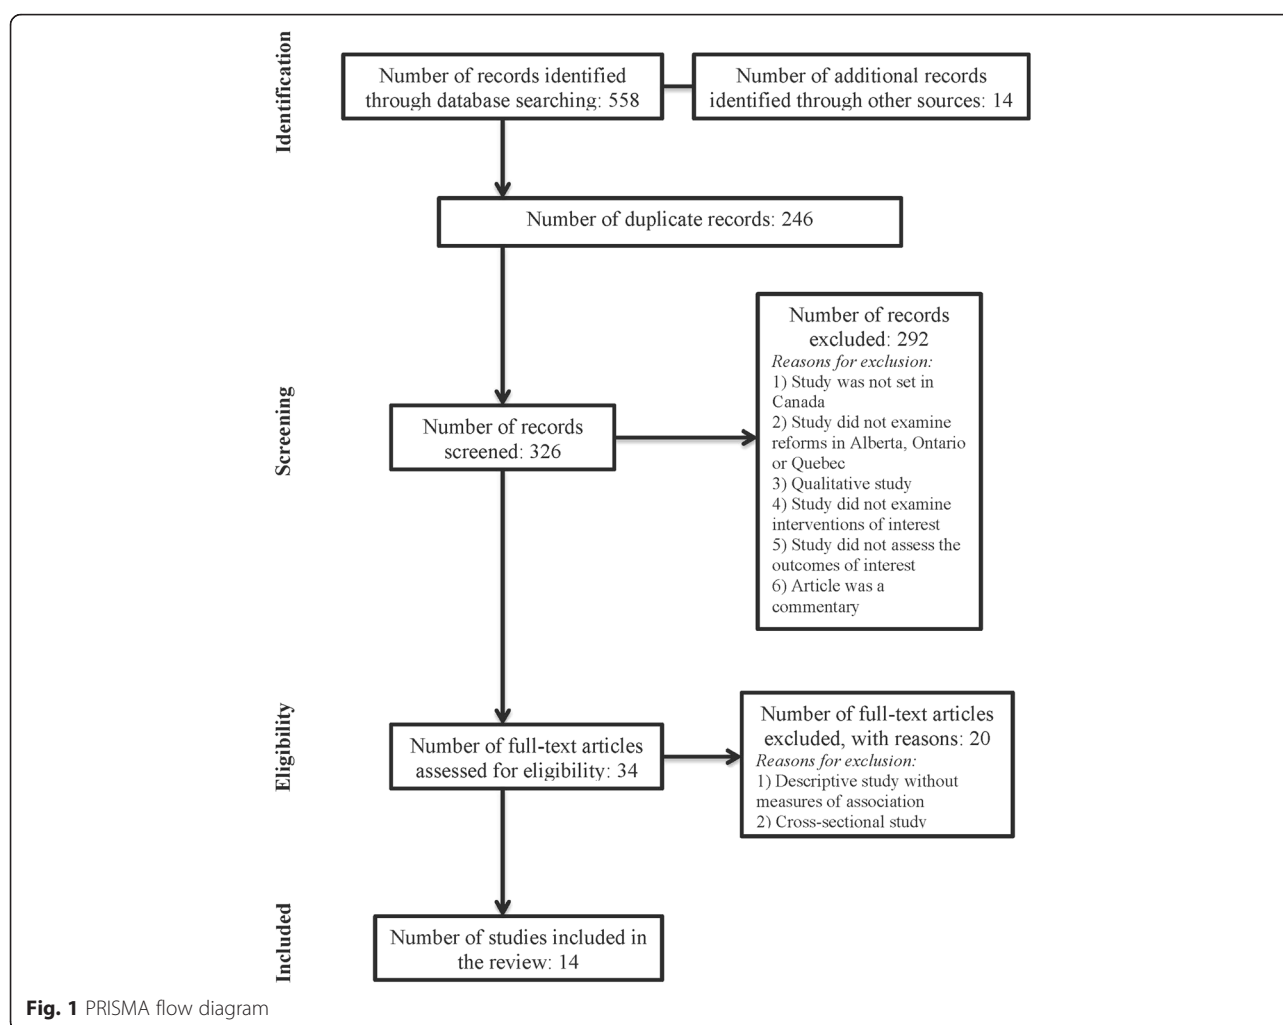 Identification
Number of records identified
through database searching: 558
Number of additional records
identified through other sources: 14
Number of duplicate records: 246
Screening
Number of records
screened: 326
Number of records
excluded: 292
Reasons for exclusion:
1) Study was not set in
Canada
2) Study did not examine
reforms in Alberta, Ontario
or Quebec
3) Qualitative study
4) Study did not examine
interventions of interest
5) Study did not assess the
outcomes of interest
6) Article was a
commentary
Eligibility
Number of full-text articles
assessed for eligibility: 34
Number of full-text articles
excluded, with reasons: 20
Reasons for exclusion:
1) Descriptive study without
measures of association
2) Cross-sectional study
Included
Number of studies included in
the review: 14
Fig. 1 PRISMA flow diagram